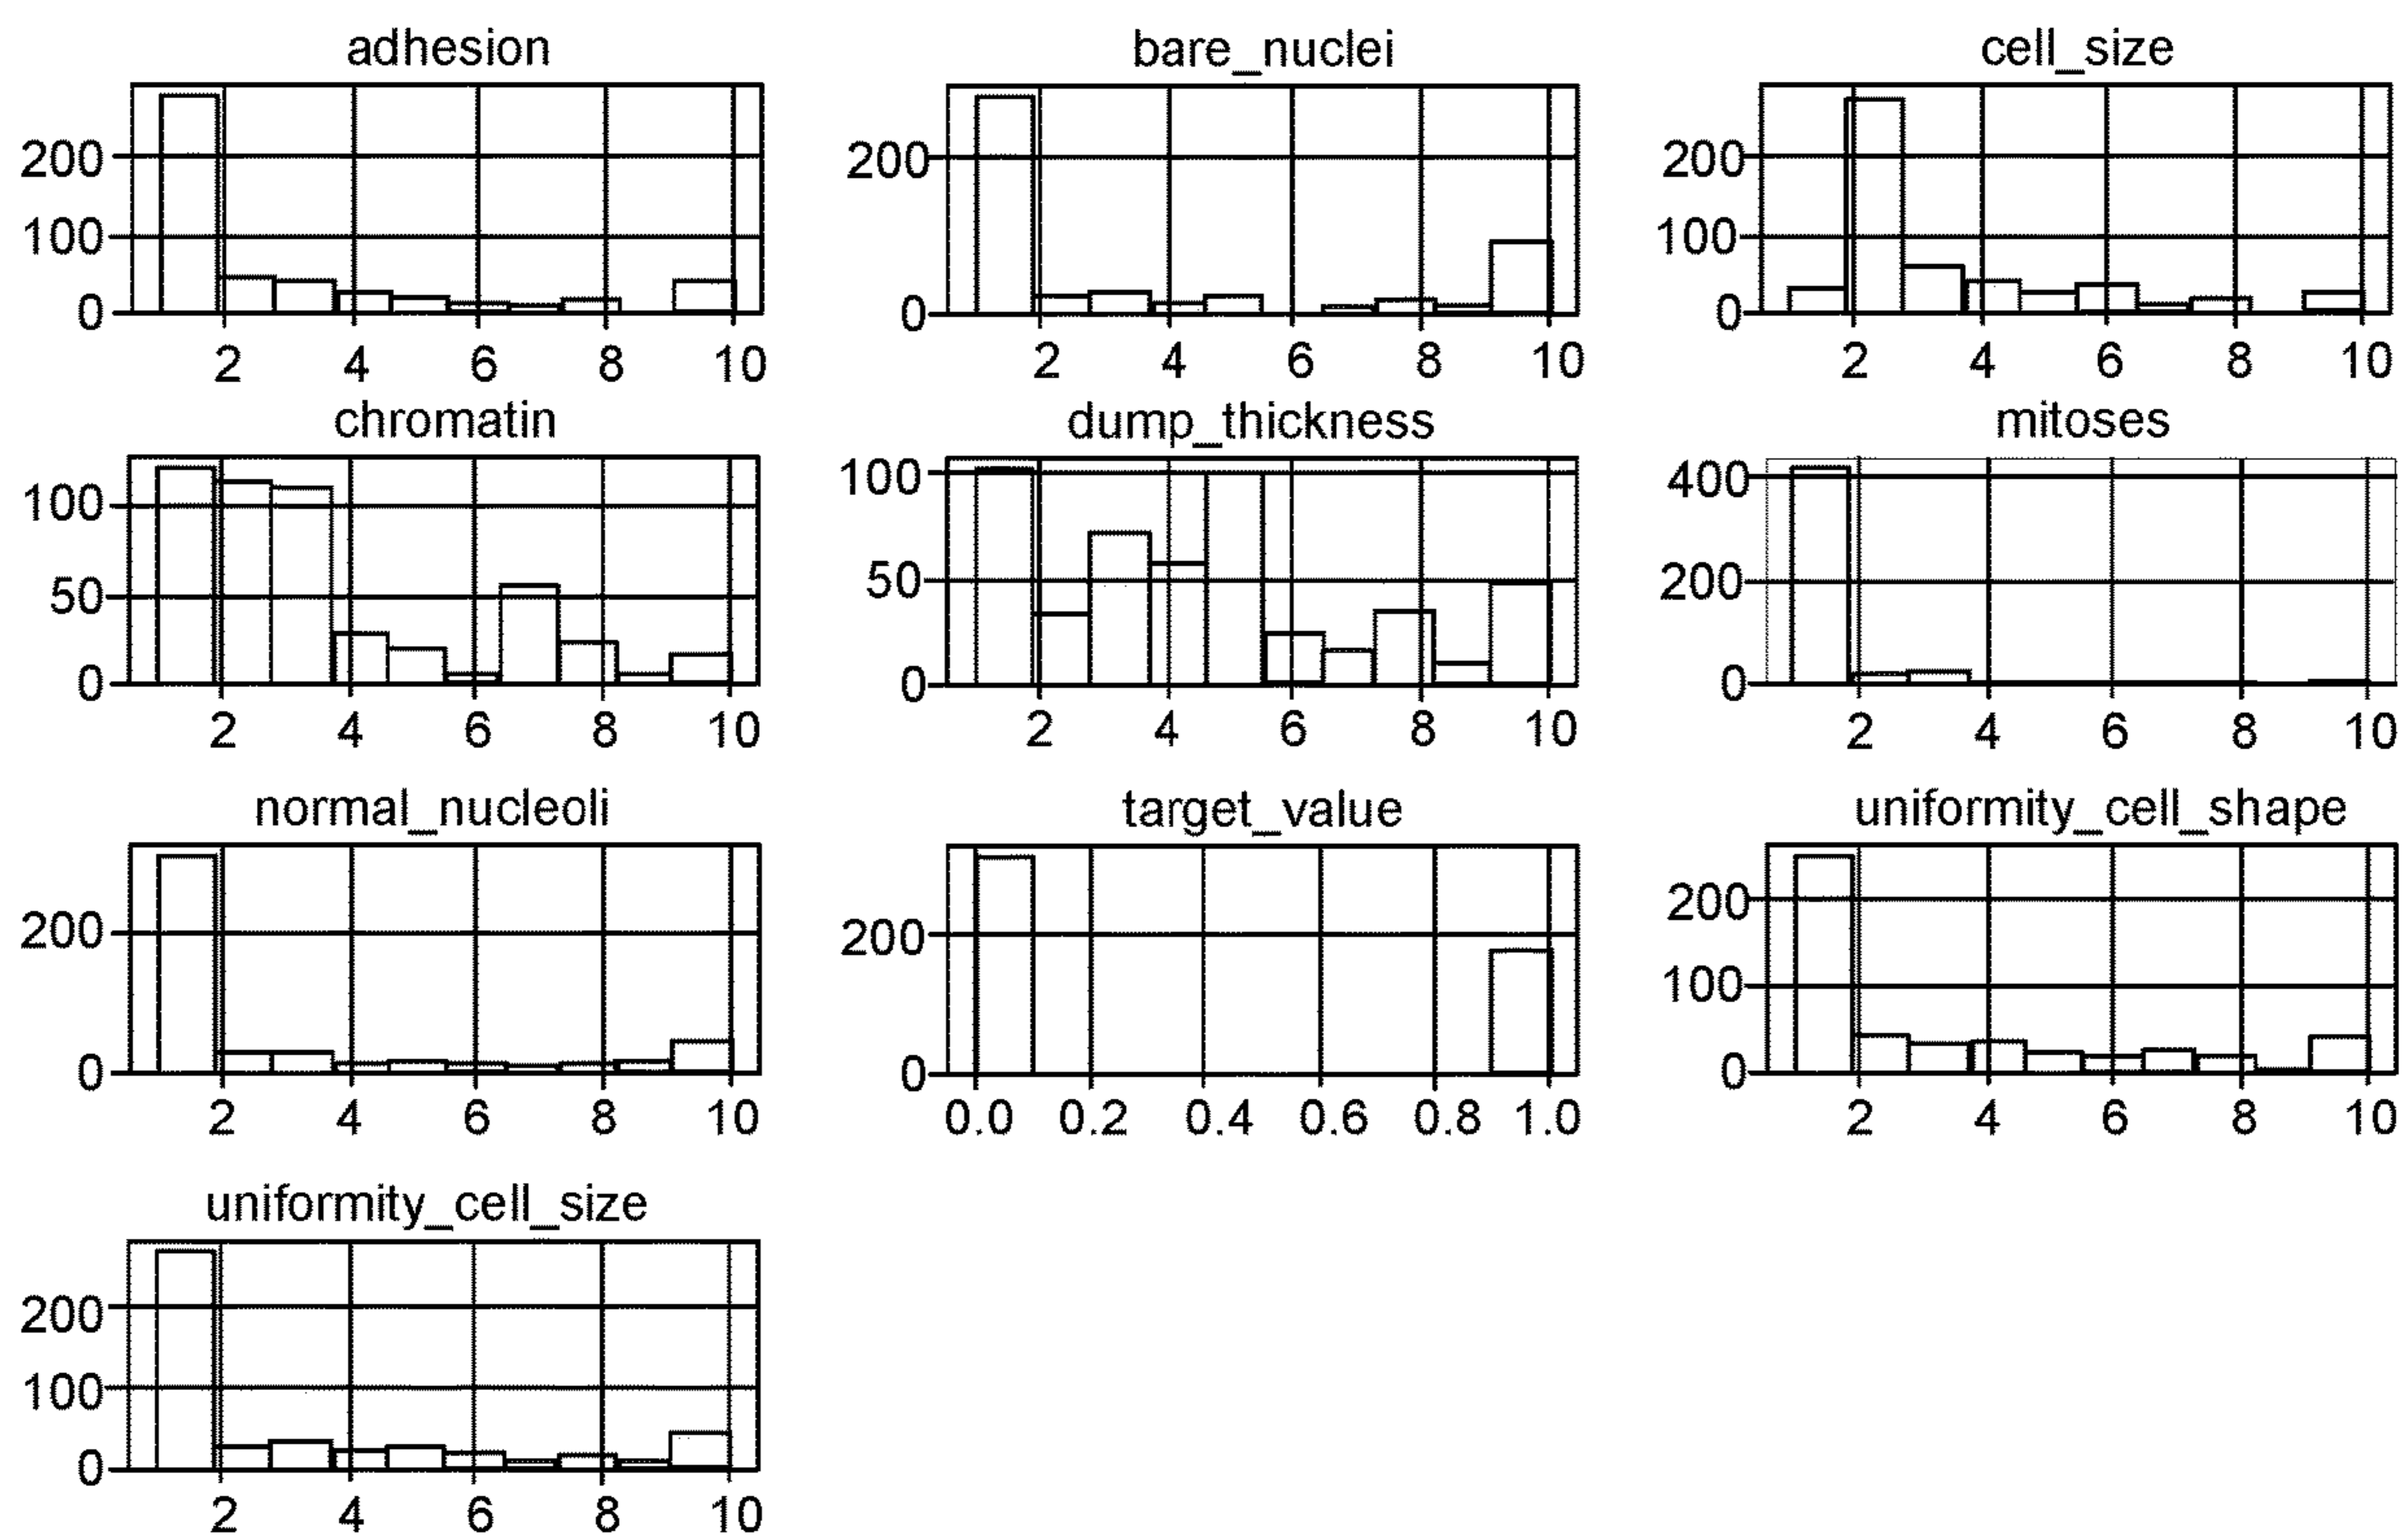 adhesion
bare_nuclei
cell_size
200
100
0
2 4 6 8 10
200
0
2 4 6 8 10
200
100
0
2 4 6 8 10
chromatin
dump_thickness
mitoses
100
50
0
2 4 6 8 10
100
50
0
2 4 6 8 10
400
200
0
2 4 6 8 10
normal_nucleoli
target_value
uniformity_cell_shape
200
0
2 4 6 8 10
200
0
0.0 0.2 0.4 0.6 0.8 1.0
200
100
0
2 4 6 8 10
uniformity_cell_size
200
100
0
2 4 6 8 10